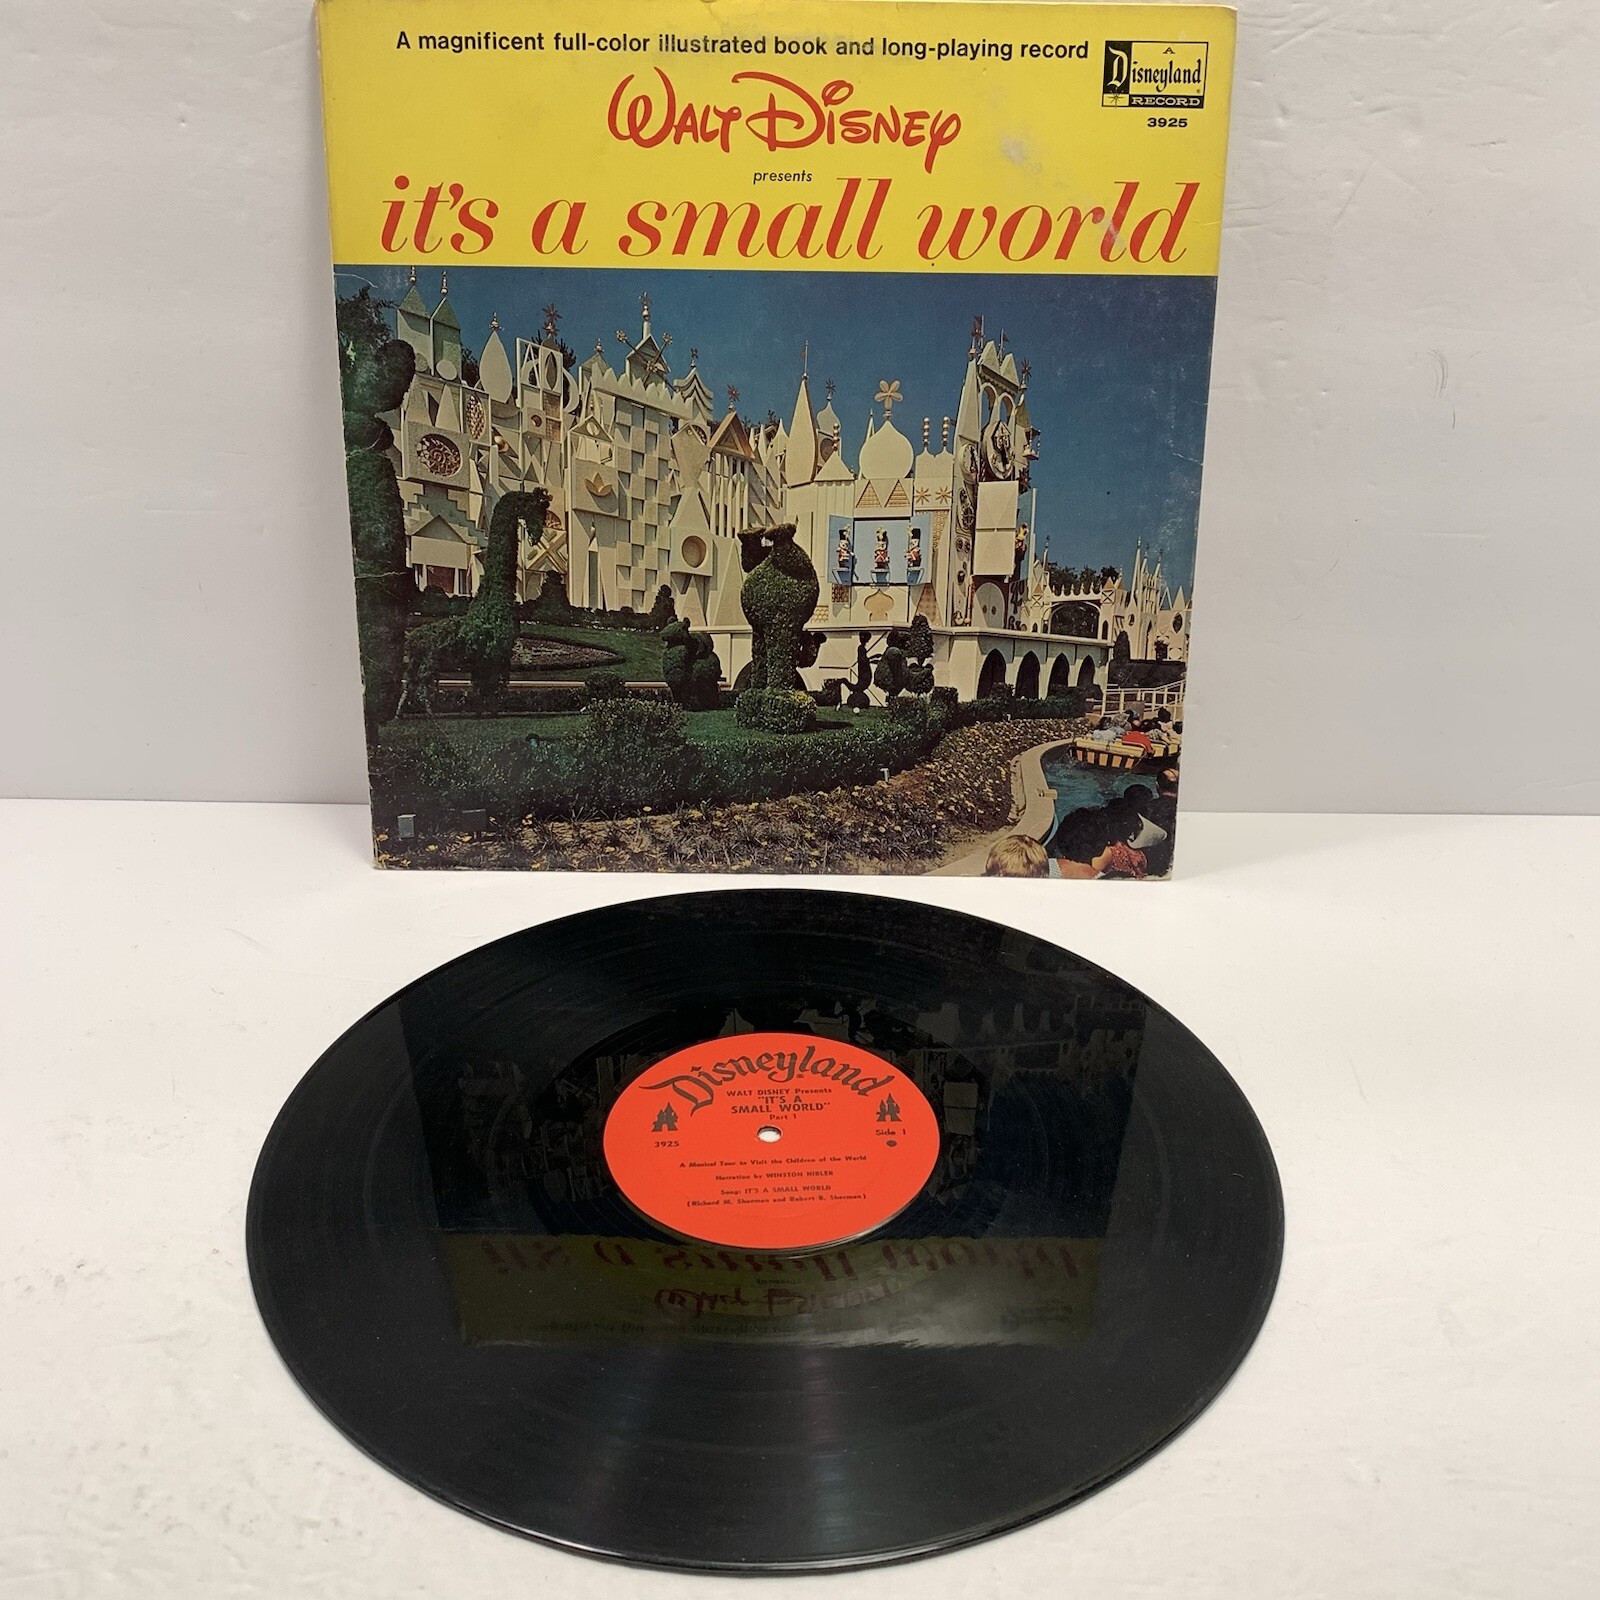 A magnificent full-color illustrated book and long-playing record
A
Disneyland
RECORD
3925
WALT DISNEY
presents
it's a small world
Disneyland
WALT DISNEY Presents
"IT'S A
SMALL WORLD"
Part 1
3925
Side 1
A Musical Tour to Visit the Children of the World
Narration by WINSTON HIBLER
Song: IT'S A SMALL WORLD
(Richard M. Sherman and Robert B. Sherman)